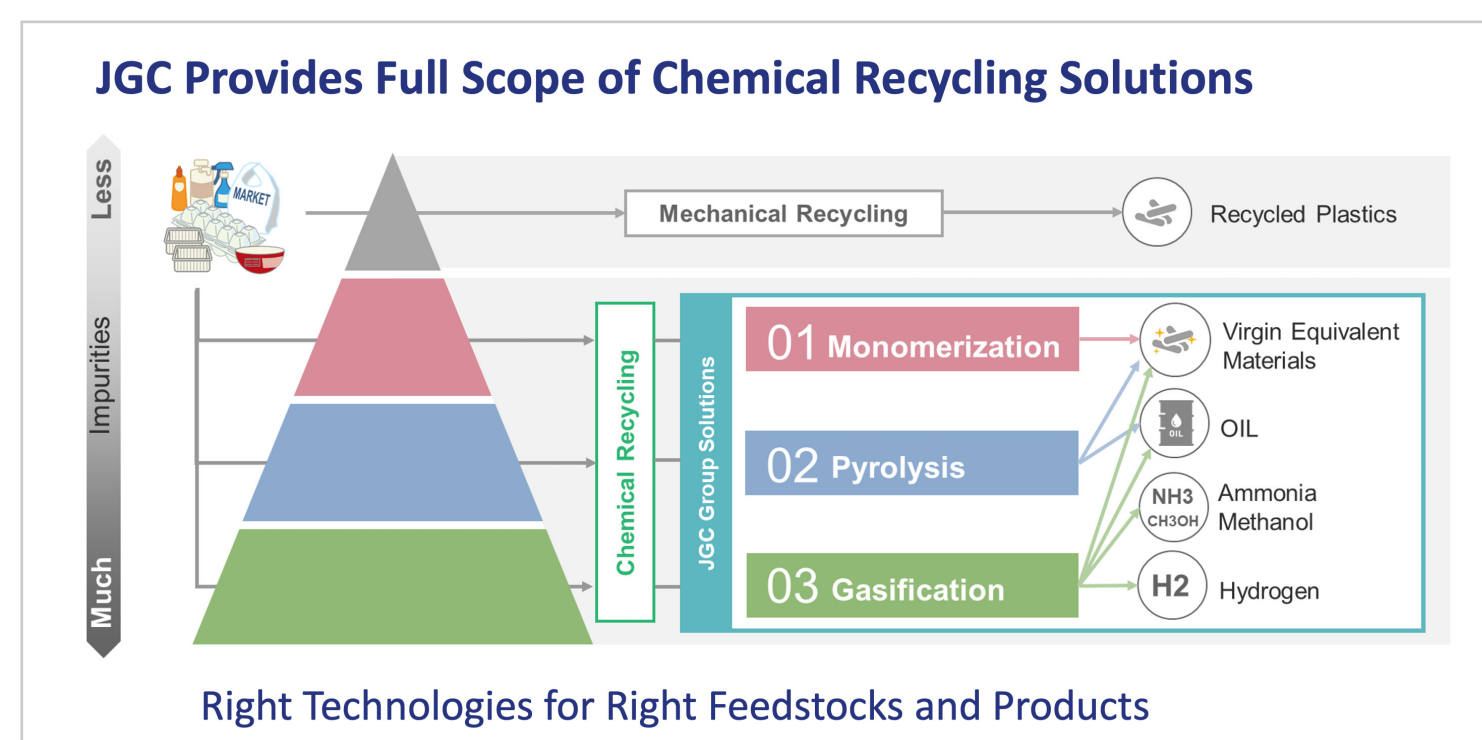 JGC Provides Full Scope of Chemical Recycling Solutions
Less
Impurities
Much
MARKET
Mechanical Recycling
Recycled Plastics
Chemical Recycling
JGC Group Solutions
01 Monomerization
02 Pyrolysis
03 Gasification
Virgin Equivalent
Materials
OIL
OIL
NH3
CH3OH
Ammonia
Methanol
H2
Hydrogen
Right Technologies for Right Feedstocks and Products